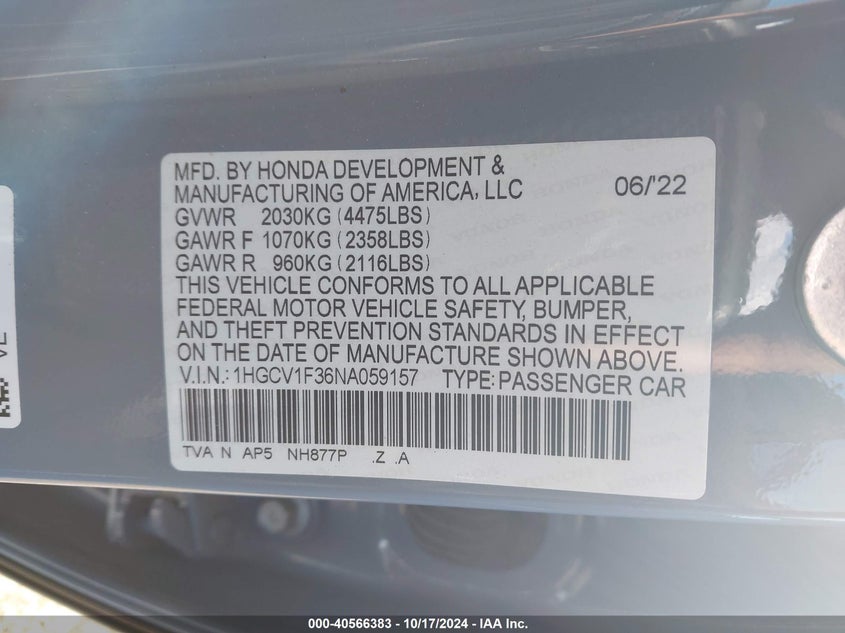 MFD. BY HONDA DEVELOPMENT &
MANUFACTURING OF AMERICA, LLC 06/'22
GVWR 2030KG (4475LBS)
GAWR F 1070KG (2358LBS)
GAWR R 960KG (2116LBS)
THIS VEHICLE CONFORMS TO ALL APPLICABLE
FEDERAL MOTOR VEHICLE SAFETY, BUMPER,
AND THEFT PREVENTION STANDARDS IN EFFECT
ON THE DATE OF MANUFACTURE SHOWN ABOVE.
V.I.N.: 1HGCV1F36NA059157 TYPE: PASSENGER CAR
TVA N AP5 NH877P .Z .A
000-40566383 - 10/17/2024 - IAA Inc.